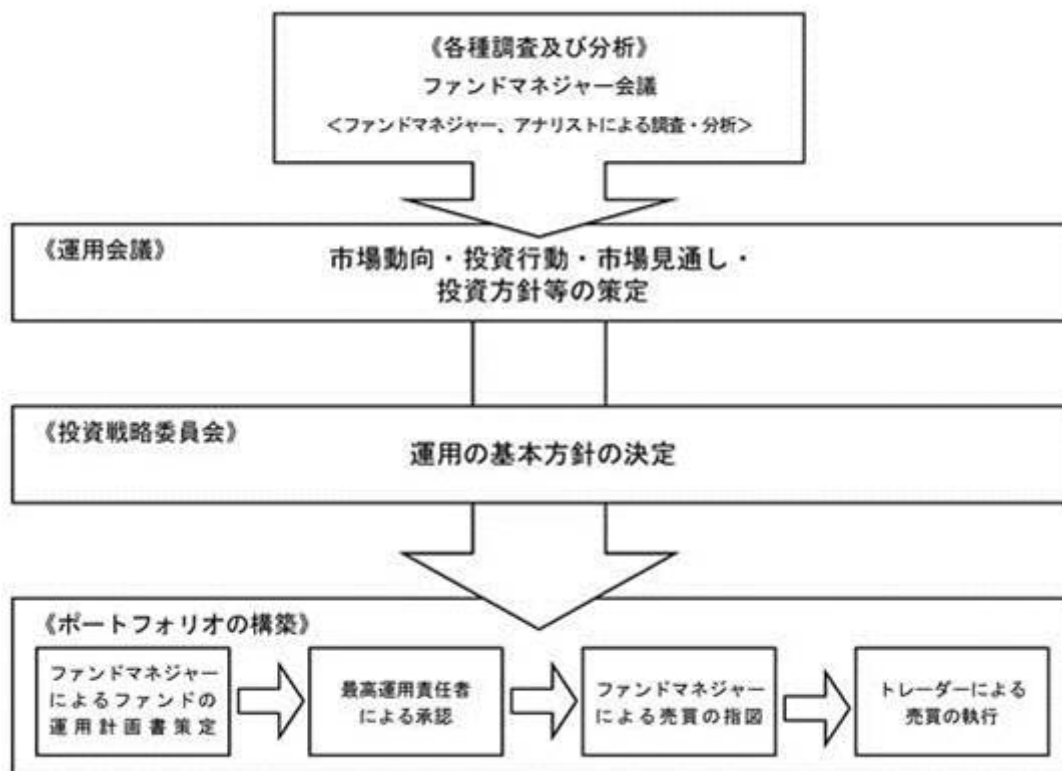 《各種調査及び分析》
ファンドマネジャー会議
<ファンドマネジャー、アナリストによる調査・分析>
《運用会議》
市場動向・投資行動・市場見通し・
投資方針等の策定
《投資戦略委員会》
運用の基本方針の決定
《ポートフォリオの構築》
ファンドマネジャー
によるファンドの
運用計画書策定
最高運用責任者
による承認
ファンドマネジャー
による売買の指図
トレーダーによる
売買の執行